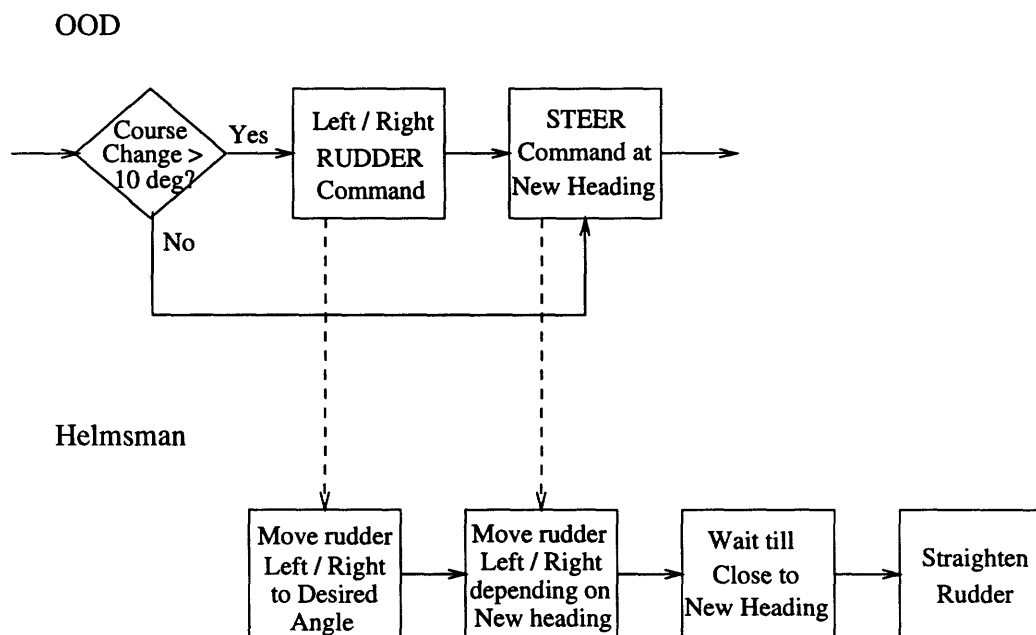 OOD
Course
Change >
10 deg?
Yes
No
Left / Right
RUDDER
Command
STEER
Command at
New Heading
Helmsman
Move rudder
Left / Right
to Desired
Angle
Move rudder
Left / Right
depending on
New heading
Wait till
Close to
New Heading
Straighten
Rudder